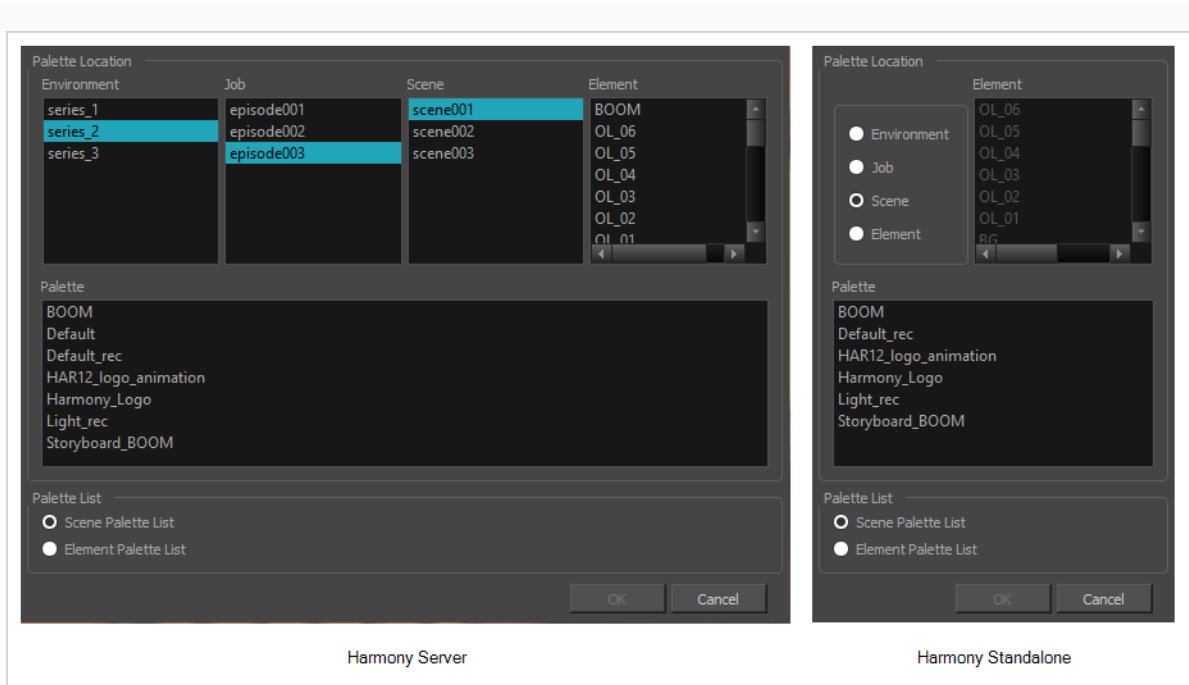 Palette Location
Environment
Job
Scene
Element
series_1
series_2
series_3
episode001
episode002
episode003
scene001
scene002
scene003
BOOM
OL_06
OL_05
OL_04
OL_03
OL_02
OL_01
Palette
BOOM
Default
Default_rec
HAR12_logo_animation
Harmony_Logo
Light_rec
Storyboard_BOOM
Palette List
Scene Palette List
Element Palette List
OK
Cancel
Harmony Server
Palette Location
Environment
Job
Scene
Element
Element
OL_06
OL_05
OL_04
OL_03
OL_02
OL_01
BG
Palette
BOOM
Default_rec
HAR12_logo_animation
Harmony_Logo
Light_rec
Storyboard_BOOM
Palette List
Scene Palette List
Element Palette List
OK
Cancel
Harmony Standalone